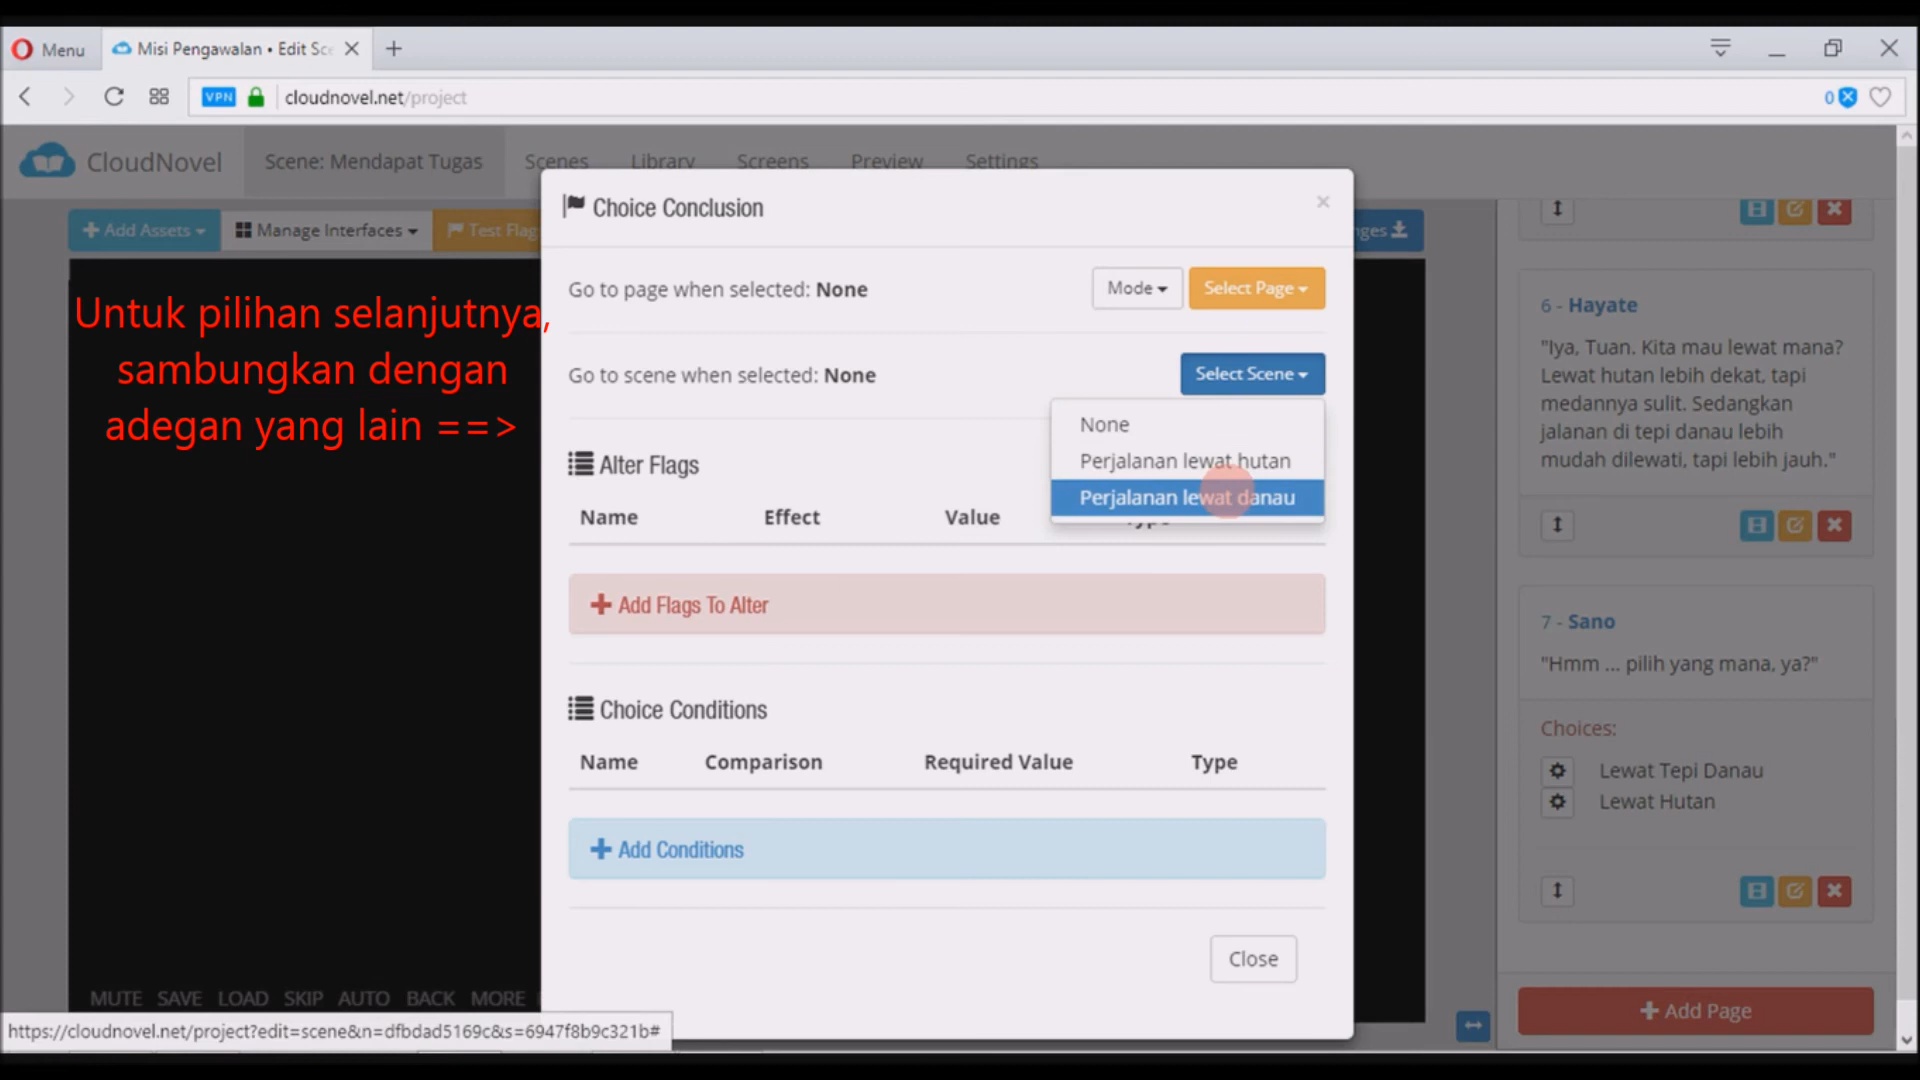 Menu
Misi Pengawalan • Edit Sce
VPN
cloudnovel.net/project
0
CloudNovel
Scene: Mendapat Tugas
Scenes
Library
Screens
Preview
Settings
Add Assets
Manage Interfaces
Test Flag
nges
Untuk pilihan selanjutnya,
sambungkan dengan
adegan yang lain ==>
Choice Conclusion
×
Go to page when selected: None
Mode
Select Page
Go to scene when selected: None
Select Scene
None
Perjalanan lewat hutan
Perjalanan lewat danau
Alter Flags
Name Effect Value Type
Add Flags To Alter
Choice Conditions
Name Comparison Required Value Type
Add Conditions
Close
6 - Hayate
"Iya, Tuan. Kita mau lewat mana?
Lewat hutan lebih dekat, tapi
medannya sulit. Sedangkan
jalanan di tepi danau lebih
mudah dilewati, tapi lebih jauh."
7 - Sano
"Hmm ... pilih yang mana, ya?"
Choices:
Lewat Tepi Danau
Lewat Hutan
Add Page
MUTE SAVE LOAD SKIP AUTO BACK MORE
https://cloudnovel.net/project?edit=scene&n=dfbdad5169c&s=6947f8b9c321b#